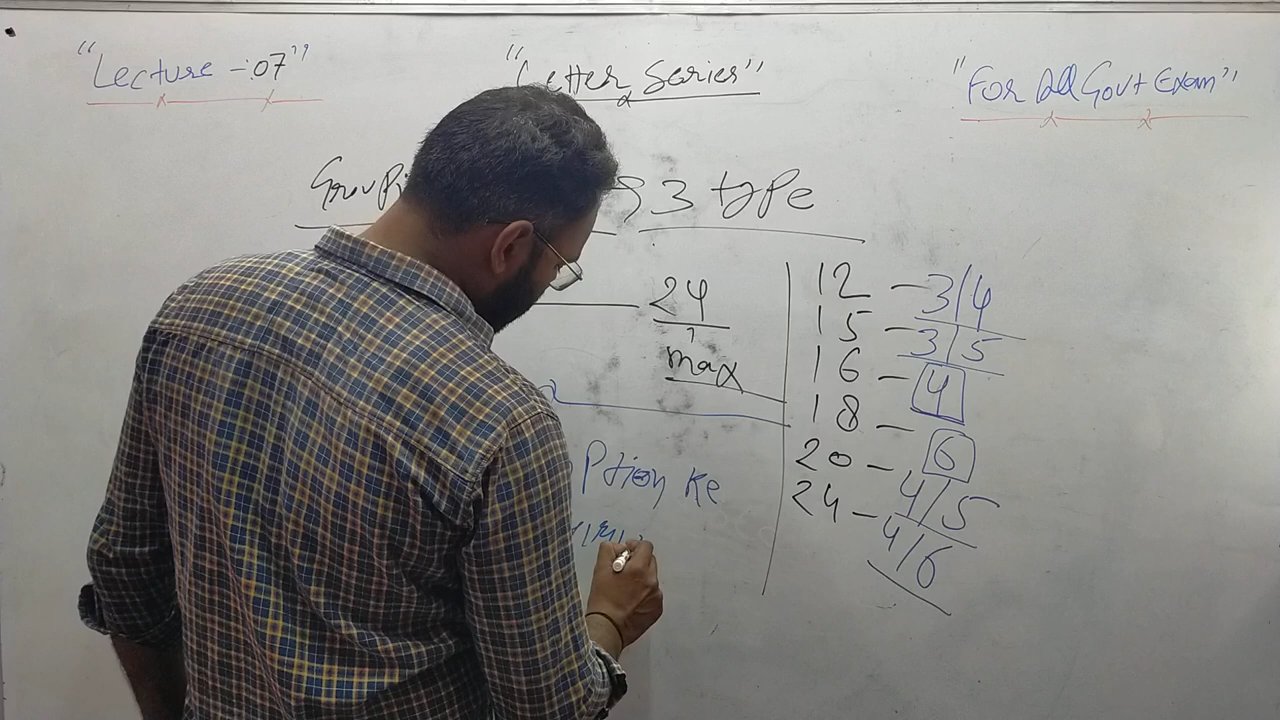 "Lecture - 07"
"Letter Series"
"For All Govt Exam"
3 type
24
max
Ption Ke
12 - 3/4
15 - 3/5
16 - 4
18 - 6
20 - 4/5
24 - 4/6